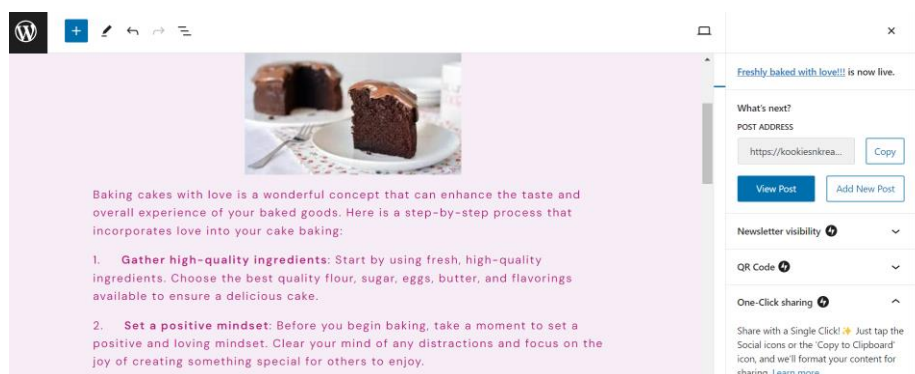 Baking cakes with love is a wonderful concept that can enhance the taste and
overall experience of your baked goods. Here is a step-by-step process that
incorporates love into your cake baking:
1. Gather high-quality ingredients: Start by using fresh, high-quality
ingredients. Choose the best quality flour, sugar, eggs, butter, and flavorings
available to ensure a delicious cake.
2. Set a positive mindset: Before you begin baking, take a moment to set a
positive and loving mindset. Clear your mind of any distractions and focus on the
joy of creating something special for others to enjoy.
Freshly baked with love!!! is now live.
What's next?
POST ADDRESS
https://kookiesnkrea...
Copy
View Post
Add New Post
Newsletter visibility
QR Code
One-Click sharing
Share with a Single Click!✨ Just tap the
Social icons or the 'Copy to Clipboard'
icon, and we'll format your content for
sharing. Learn more